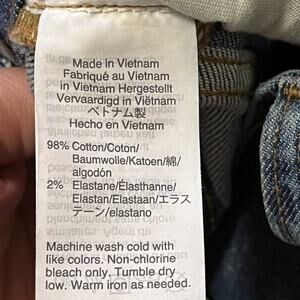 Made in Vietnam
Fabriqué au Vietnam
in Vietnam Hergestellt
Vervaardigd in Viëtnam
ベトナム製
Hecho en Vietnam
98% Cotton/Coton/
Baumwolle/Katoen/綿/
algodón
2% Elastane/Élasthanne/
Elastan/Elastaan/エラス
テーン/elastano
Machine wash cold with
like colors. Non-chlorine
bleach only. Tumble dry
low. Warm iron as needed.